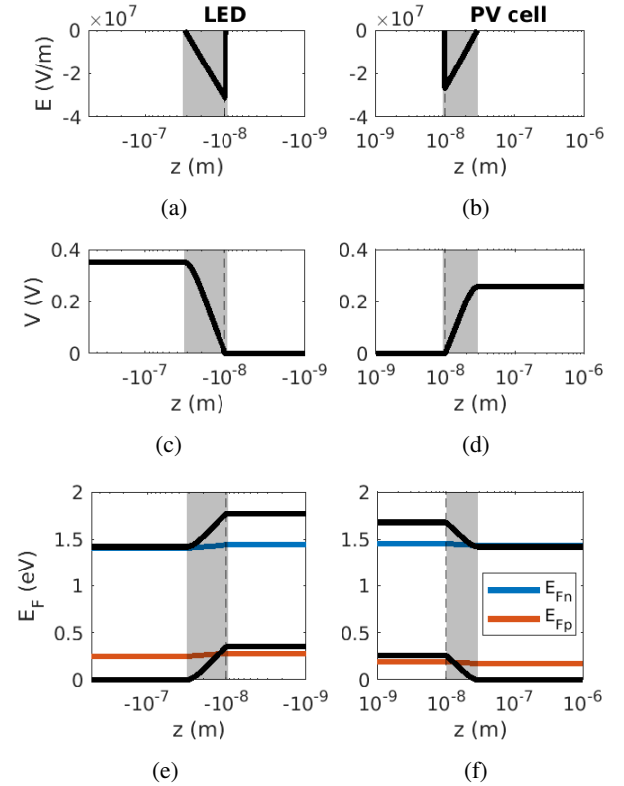 LED
PV cell
×10⁷
×10⁷
E (V/m)
0
-2
-4
0
-2
-4
-10⁻⁷
-10⁻⁸
-10⁻⁹
10⁻⁹
10⁻⁸
10⁻⁷
10⁻⁶
z (m)
z (m)
(a)
(b)
V (V)
0.4
0.2
0
0.4
0.2
0
-10⁻⁷
-10⁻⁸
-10⁻⁹
10⁻⁹
10⁻⁸
10⁻⁷
10⁻⁶
z (m)
z (m)
(c)
(d)
E_F (eV)
2
1.5
1
0.5
0
2
1.5
1
0.5
0
E_Fn
E_Fp
-10⁻⁷
-10⁻⁸
-10⁻⁹
10⁻⁹
10⁻⁸
10⁻⁷
10⁻⁶
z (m)
z (m)
(e)
(f)